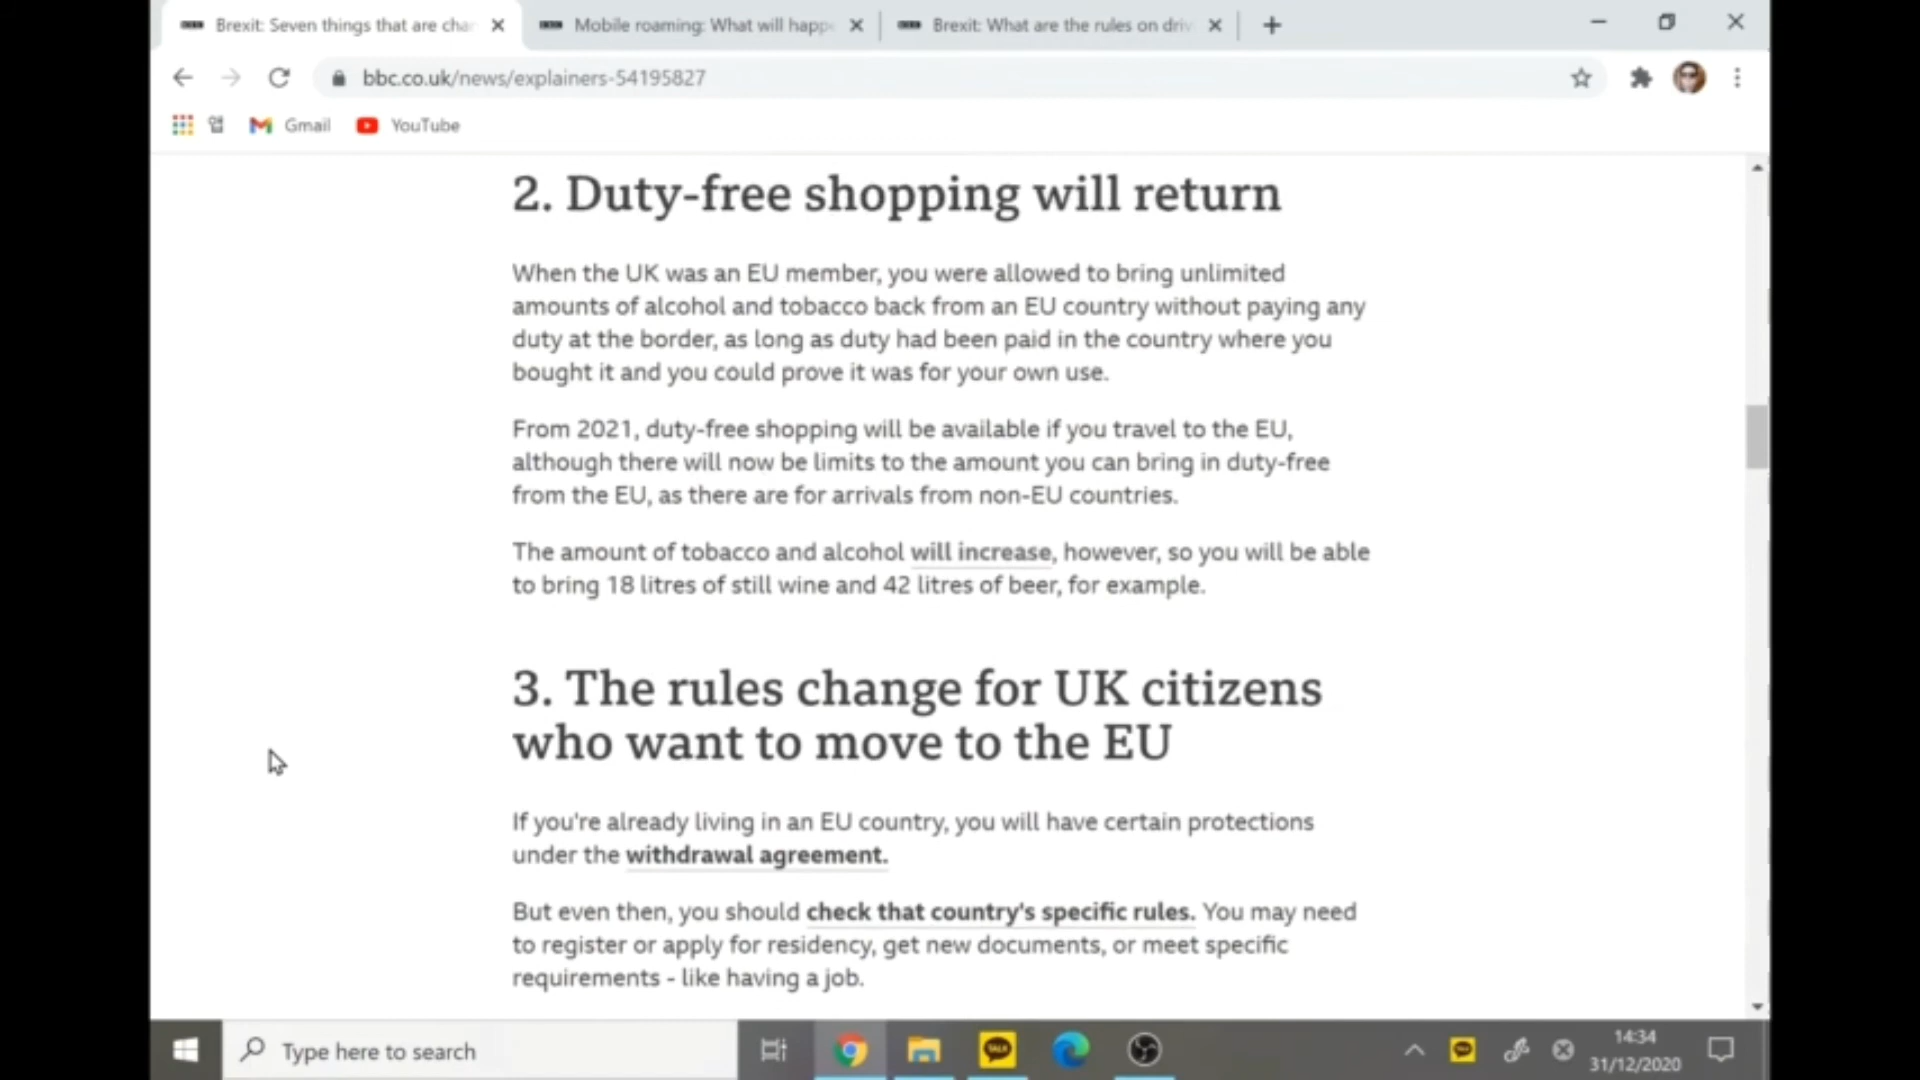 Brexit: Seven things that are cha
Mobile roaming: What will happe
Brexit: What are the rules on driv
bbc.co.uk/news/explainers-54195827
Gmail
YouTube
2. Duty-free shopping will return
When the UK was an EU member, you were allowed to bring unlimited
amounts of alcohol and tobacco back from an EU country without paying any
duty at the border, as long as duty had been paid in the country where you
bought it and you could prove it was for your own use.
From 2021, duty-free shopping will be available if you travel to the EU,
although there will now be limits to the amount you can bring in duty-free
from the EU, as there are for arrivals from non-EU countries.
The amount of tobacco and alcohol will increase, however, so you will be able
to bring 18 litres of still wine and 42 litres of beer, for example.
3. The rules change for UK citizens
who want to move to the EU
If you're already living in an EU country, you will have certain protections
under the withdrawal agreement.
But even then, you should check that country's specific rules. You may need
to register or apply for residency, get new documents, or meet specific
requirements - like having a job.
Type here to search
14:34
31/12/2020